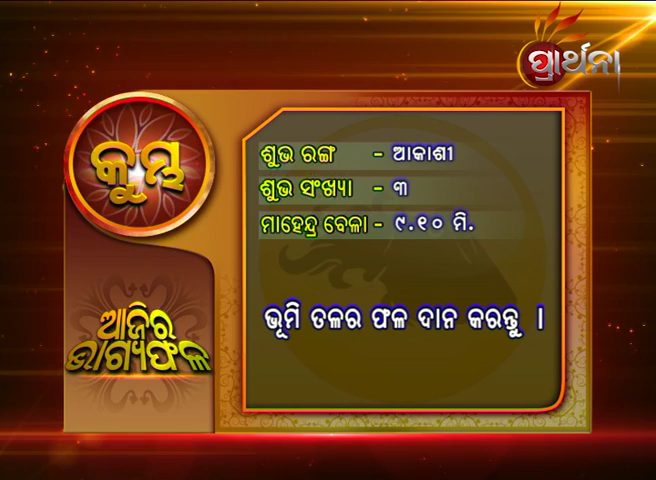 ପ୍ରାର୍ଥନା
କୁମ୍ଭ
ଶୁଭ ରଙ୍ଗ - ଆକାଶୀ
ଶୁଭ ସଂଖ୍ୟା - ୩
ମାହେନ୍ଦ୍ର ବେଳା - ୯.୧୦ ମି.
ଭୂମି ତଳର ଫଳ ଦାନ କରନ୍ତୁ ।
ଆଜିର
ଭାଗ୍ୟଫଳ